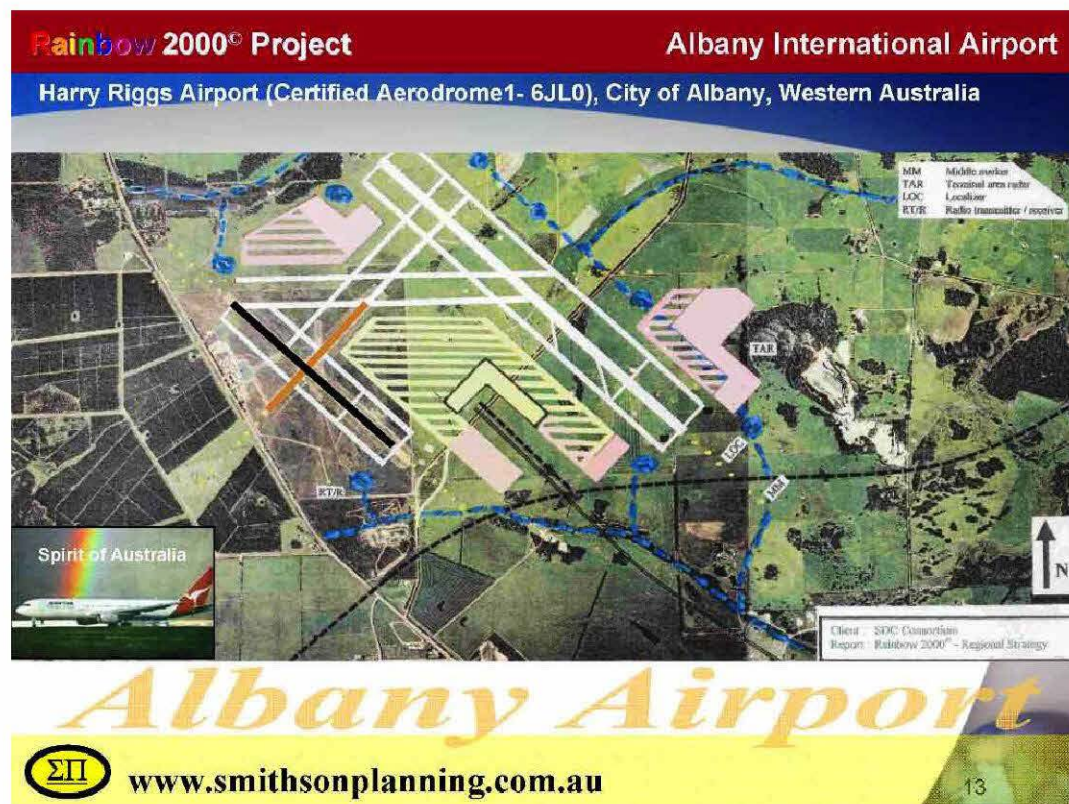 Rainbow 2000© Project
Albany International Airport
Harry Riggs Airport (Certified Aerodrome1- 6JL0), City of Albany, Western Australia
MM Middle marker
TAR Terminal area radar
LOC Localizer
RT/R Radio transmitter / receiver
TAR
LOC
RT/R
MM
Spirit of Australia
N
Client : SDC Consortium
Report : Rainbow 2000© - Regional Strategy
Albany Airport
ΣΠ
www.smithsonplanning.com.au
13